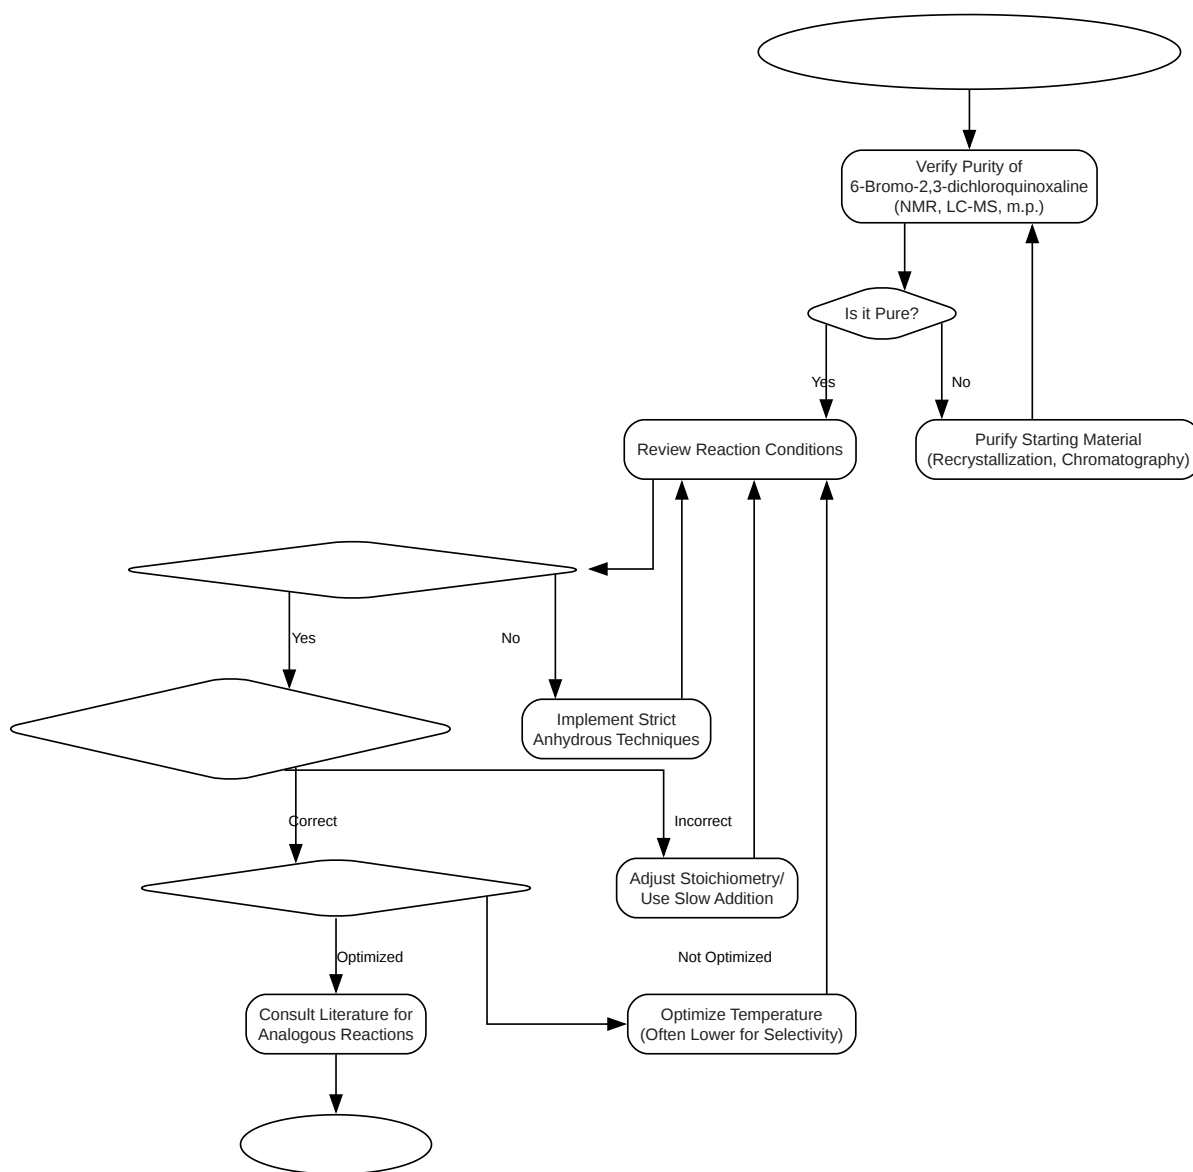 Verify Purity of
6-Bromo-2,3-dichloroquinoxaline
(NMR, LC-MS, m.p.)
Is it Pure?
Yes
No
Review Reaction Conditions
Purify Starting Material
(Recrystallization, Chromatography)
Yes
No
Implement Strict
Anhydrous Techniques
Correct
Incorrect
Adjust Stoichiometry/
Use Slow Addition
Optimized
Not Optimized
Consult Literature for
Analogous Reactions
Optimize Temperature
(Often Lower for Selectivity)